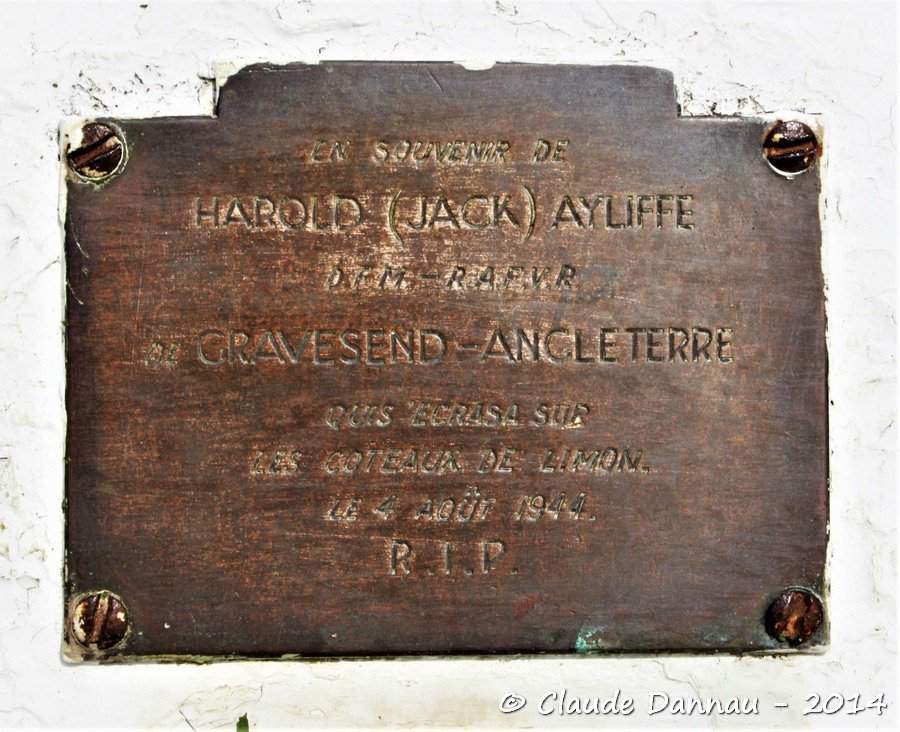 EN SOUVENIR DE
HAROLD (JACK) AYLIFFE
D.F.M. - R.A.F.V.R.
DE GRAVESEND - ANGLETERRE
QUI S'ECRASA SUR
LES COTEAUX DE LIMON.
LE 4 AOÛT 1944.
R.I.P.
© Claude Dannau - 2014